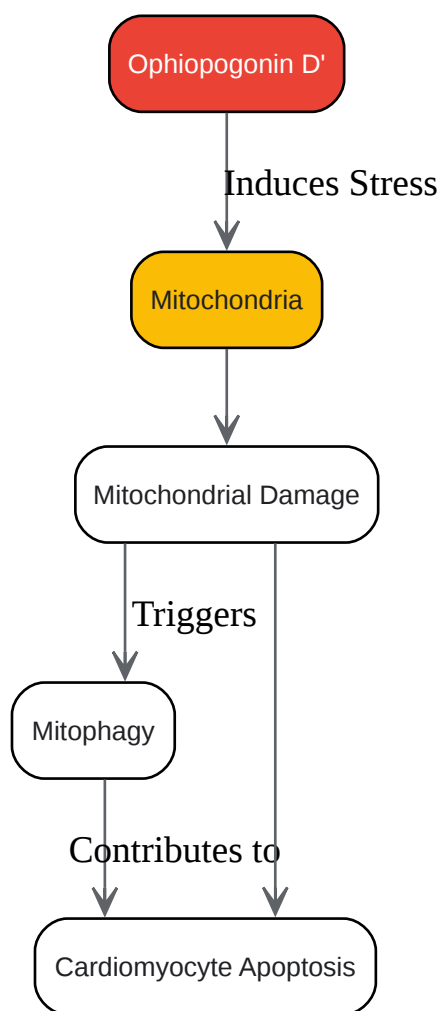 Ophiopogonin D'
Induces Stress
Mitochondria
Mitochondrial Damage
Triggers
Mitophagy
Contributes to
Cardiomyocyte Apoptosis